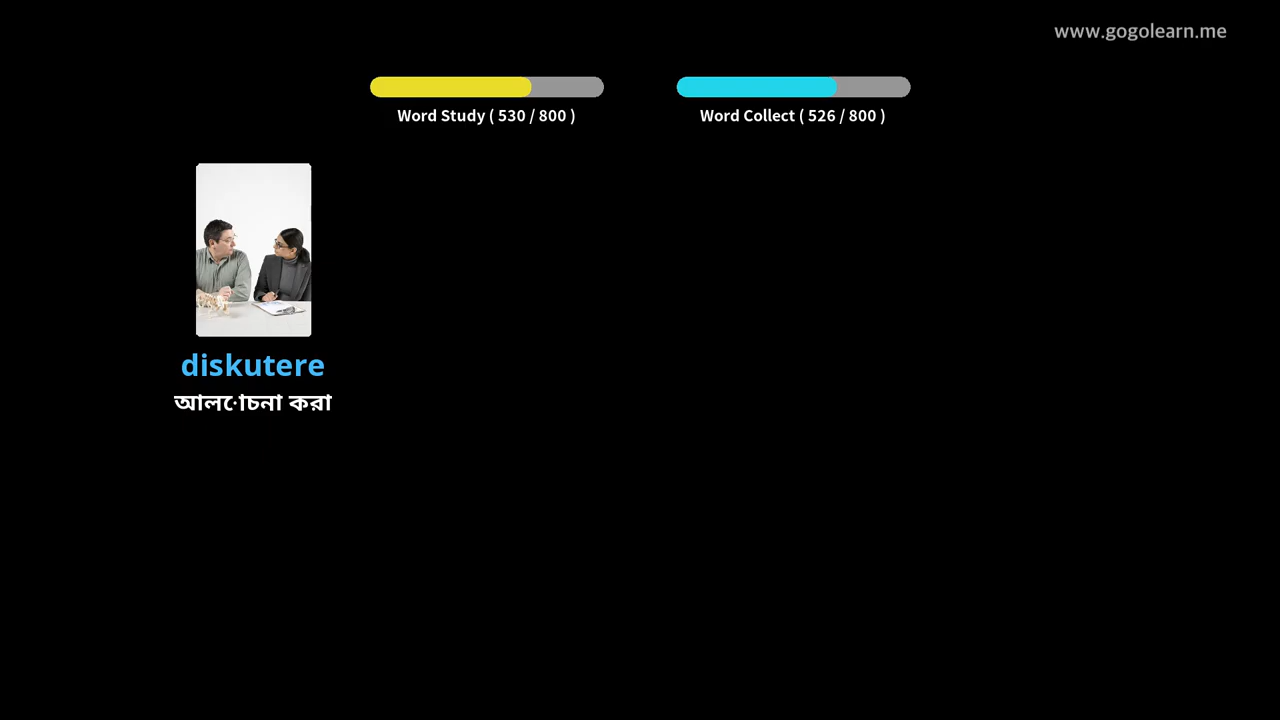 www.gogolearn.me
Word Study ( 530 / 800 )
Word Collect ( 526 / 800 )
diskutere
আলোচনা করা